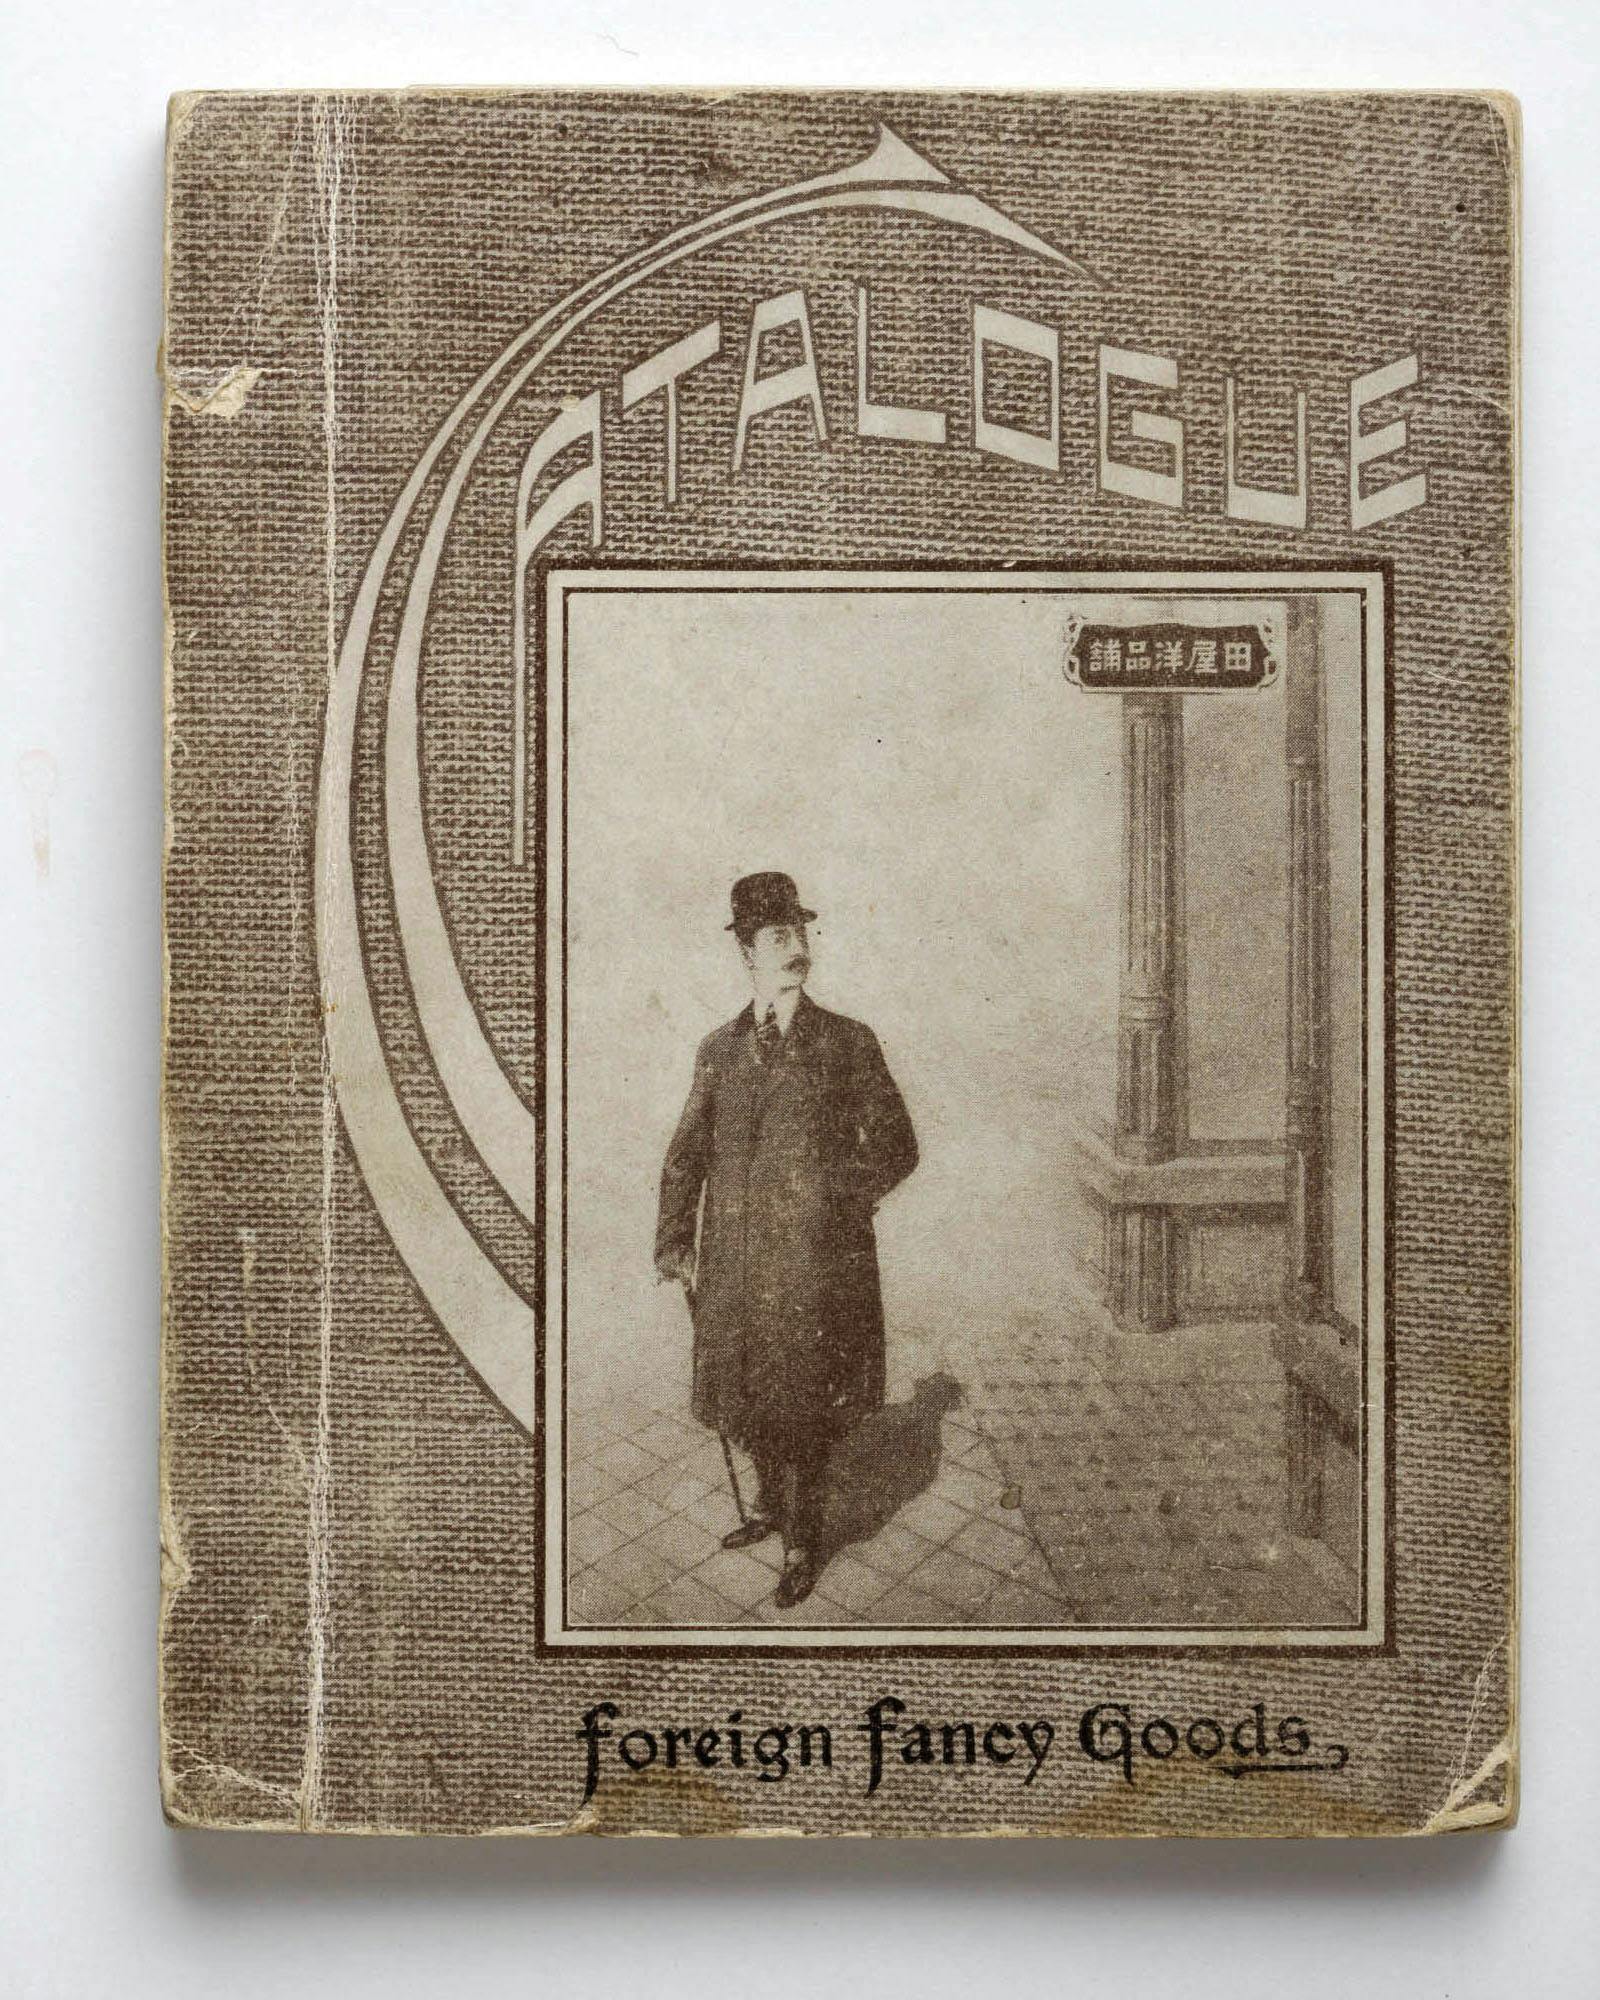 CATALOGUE
田屋洋品舗
Foreign Fancy Goods